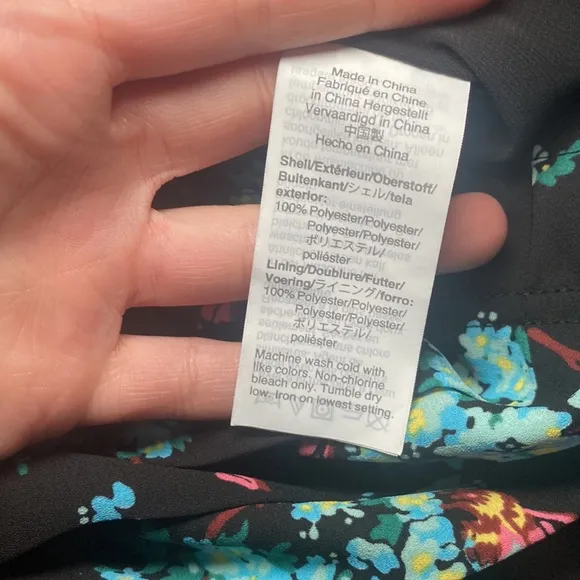 Made in China
Fabriqué en Chine
in China Hergestellt
Vervaardigd in China
中国製
Hecho en China
Shell/Extérieur/Oberstoff/
Buitenkant/シェル/tela
exterior:
100% Polyester/Polyester/
Polyester/Polyester/
ポリエステル/
poliéster
Lining/Doublure/Futter/
Voering/ライニング/forro:
100% Polyester/Polyester/
Polyester/Polyester/
ポリエステル/
poliéster
Machine wash cold with
like colors. Non-chlorine
bleach only. Tumble dry
low. Iron on lowest setting.